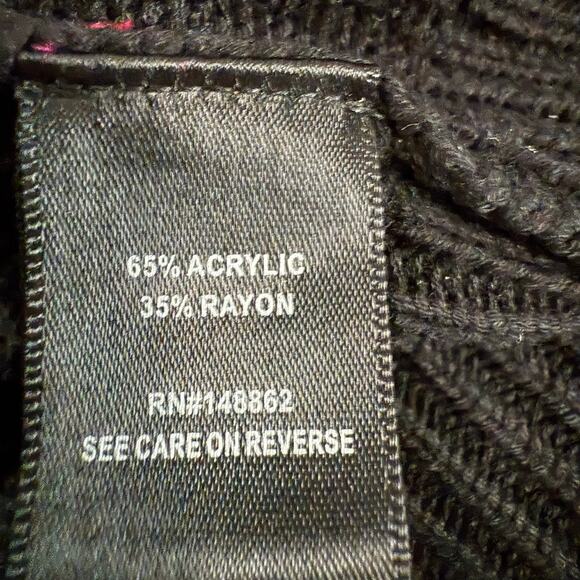 65% ACRYLIC
35% RAYON
RN#148862
SEE CARE ON REVERSE